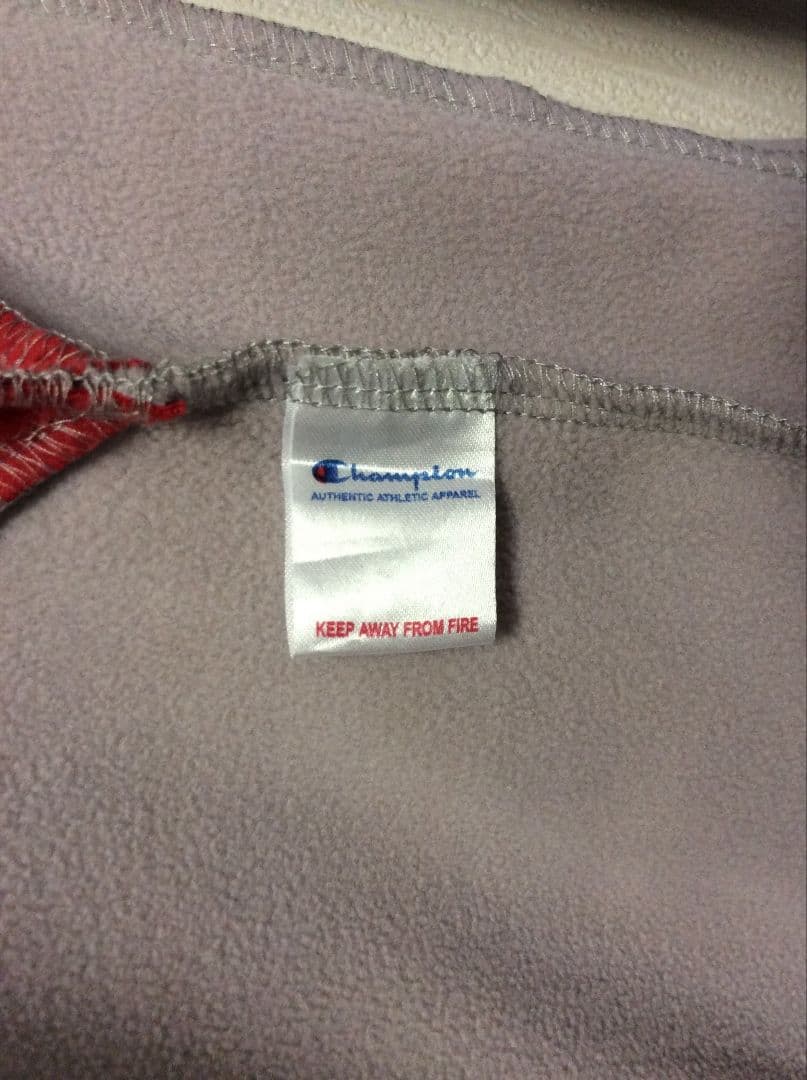 Champion
AUTHENTIC ATHLETIC APPAREL
KEEP AWAY FROM FIRE